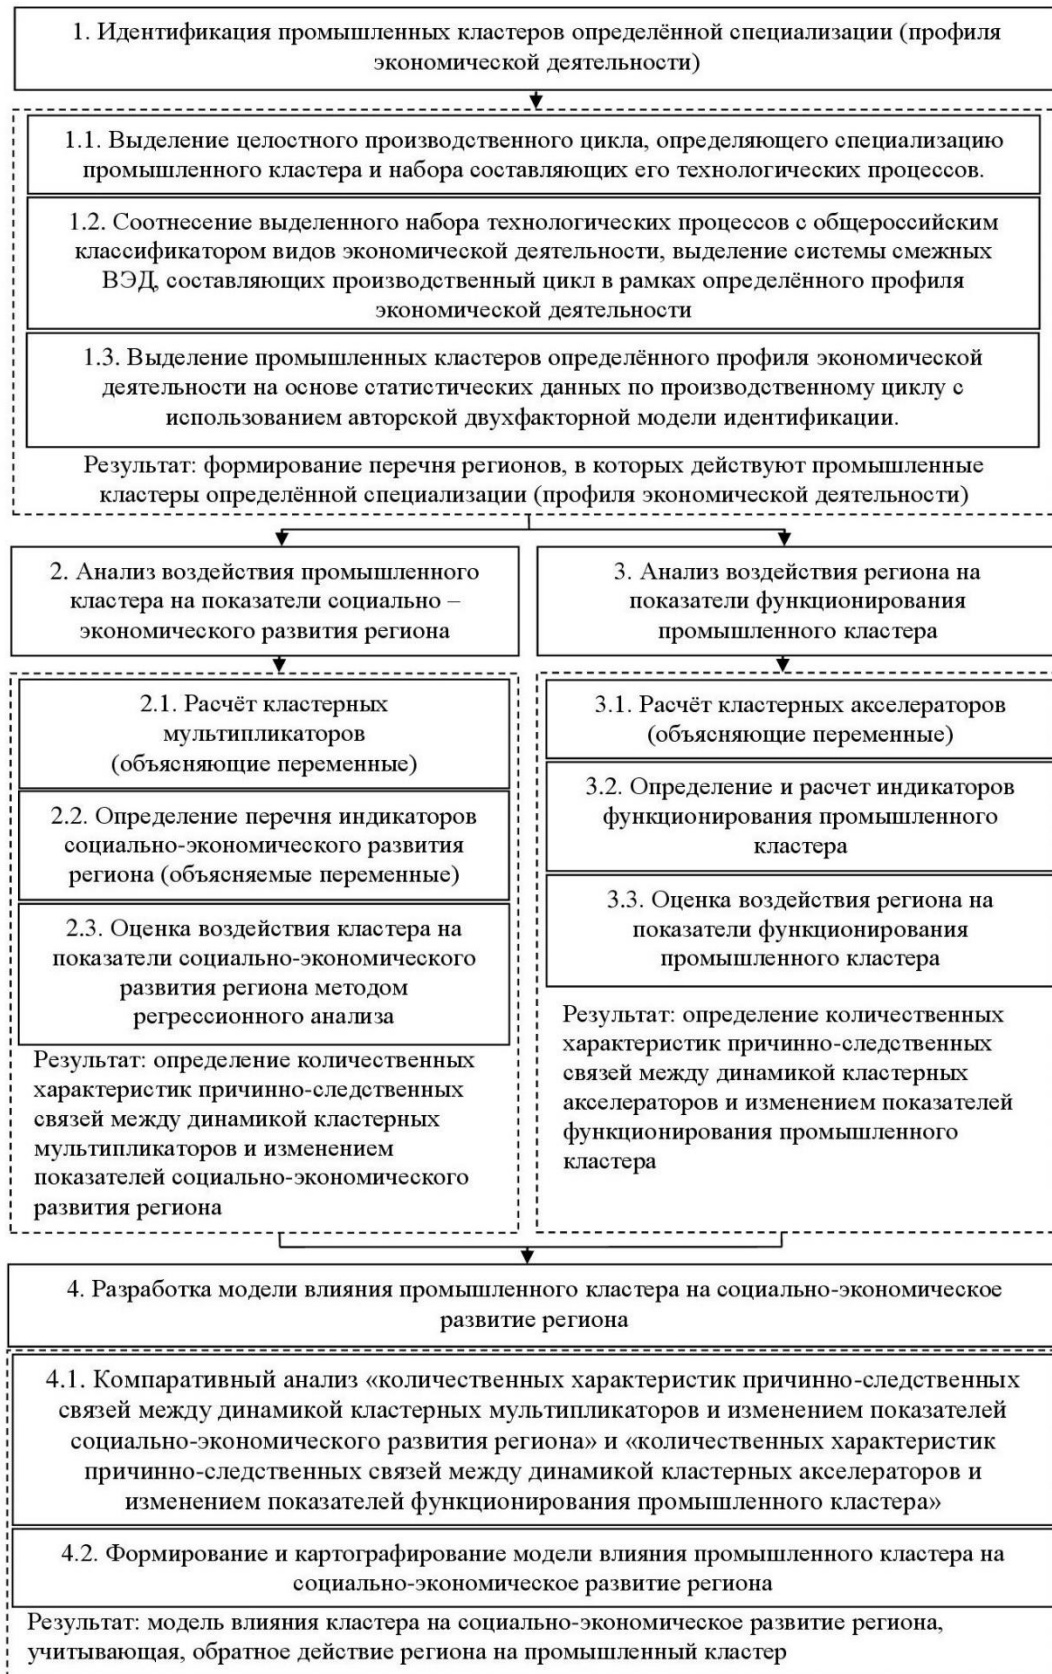 1. Идентификация промышленных кластеров определённой специализации (профиля
экономической деятельности)
1.1. Выделение целостного производственного цикла, определяющего специализацию
промышленного кластера и набора составляющих его технологических процессов.
1.2. Соотнесение выделенного набора технологических процессов с общероссийским
классификатором видов экономической деятельности, выделение системы смежных
ВЭД, составляющих производственный цикл в рамках определённого профиля
экономической деятельности
1.3. Выделение промышленных кластеров определённого профиля экономической
деятельности на основе статистических данных по производственному циклу с
использованием авторской двухфакторной модели идентификации.
Результат: формирование перечня регионов, в которых действуют промышленные
кластеры определённой специализации (профиля экономической деятельности)
2. Анализ воздействия промышленного
кластера на показатели социально –
экономического развития региона
2.1. Расчёт кластерных
мультипликаторов
(объясняющие переменные)
2.2. Определение перечня индикаторов
социально-экономического развития
региона (объясняемые переменные)
2.3. Оценка воздействия кластера на
показатели социально-экономического
развития региона методом
регрессионного анализа
Результат: определение количественных
характеристик причинно-следственных
связей между динамикой кластерных
мультипликаторов и изменением
показателей социально-экономического
развития региона
3. Анализ воздействия региона на
показатели функционирования
промышленного кластера
3.1. Расчёт кластерных акселераторов
(объясняющие переменные)
3.2. Определение и расчет индикаторов
функционирования промышленного
кластера
3.3. Оценка воздействия региона на
показатели функционирования
промышленного кластера
Результат: определение количественных
характеристик причинно-следственных
связей между динамикой кластерных
акселераторов и изменением показателей
функционирования промышленного
кластера
4. Разработка модели влияния промышленного кластера на социально-экономическое
развитие региона
4.1. Компаративный анализ «количественных характеристик причинно-следственных
связей между динамикой кластерных мультипликаторов и изменением показателей
социально-экономического развития региона» и «количественных характеристик
причинно-следственных связей между динамикой кластерных акселераторов и
изменением показателей функционирования промышленного кластера»
4.2. Формирование и картографирование модели влияния промышленного кластера на
социально-экономическое развитие региона
Результат: модель влияния кластера на социально-экономическое развитие региона,
учитывающая, обратное действие региона на промышленный кластер